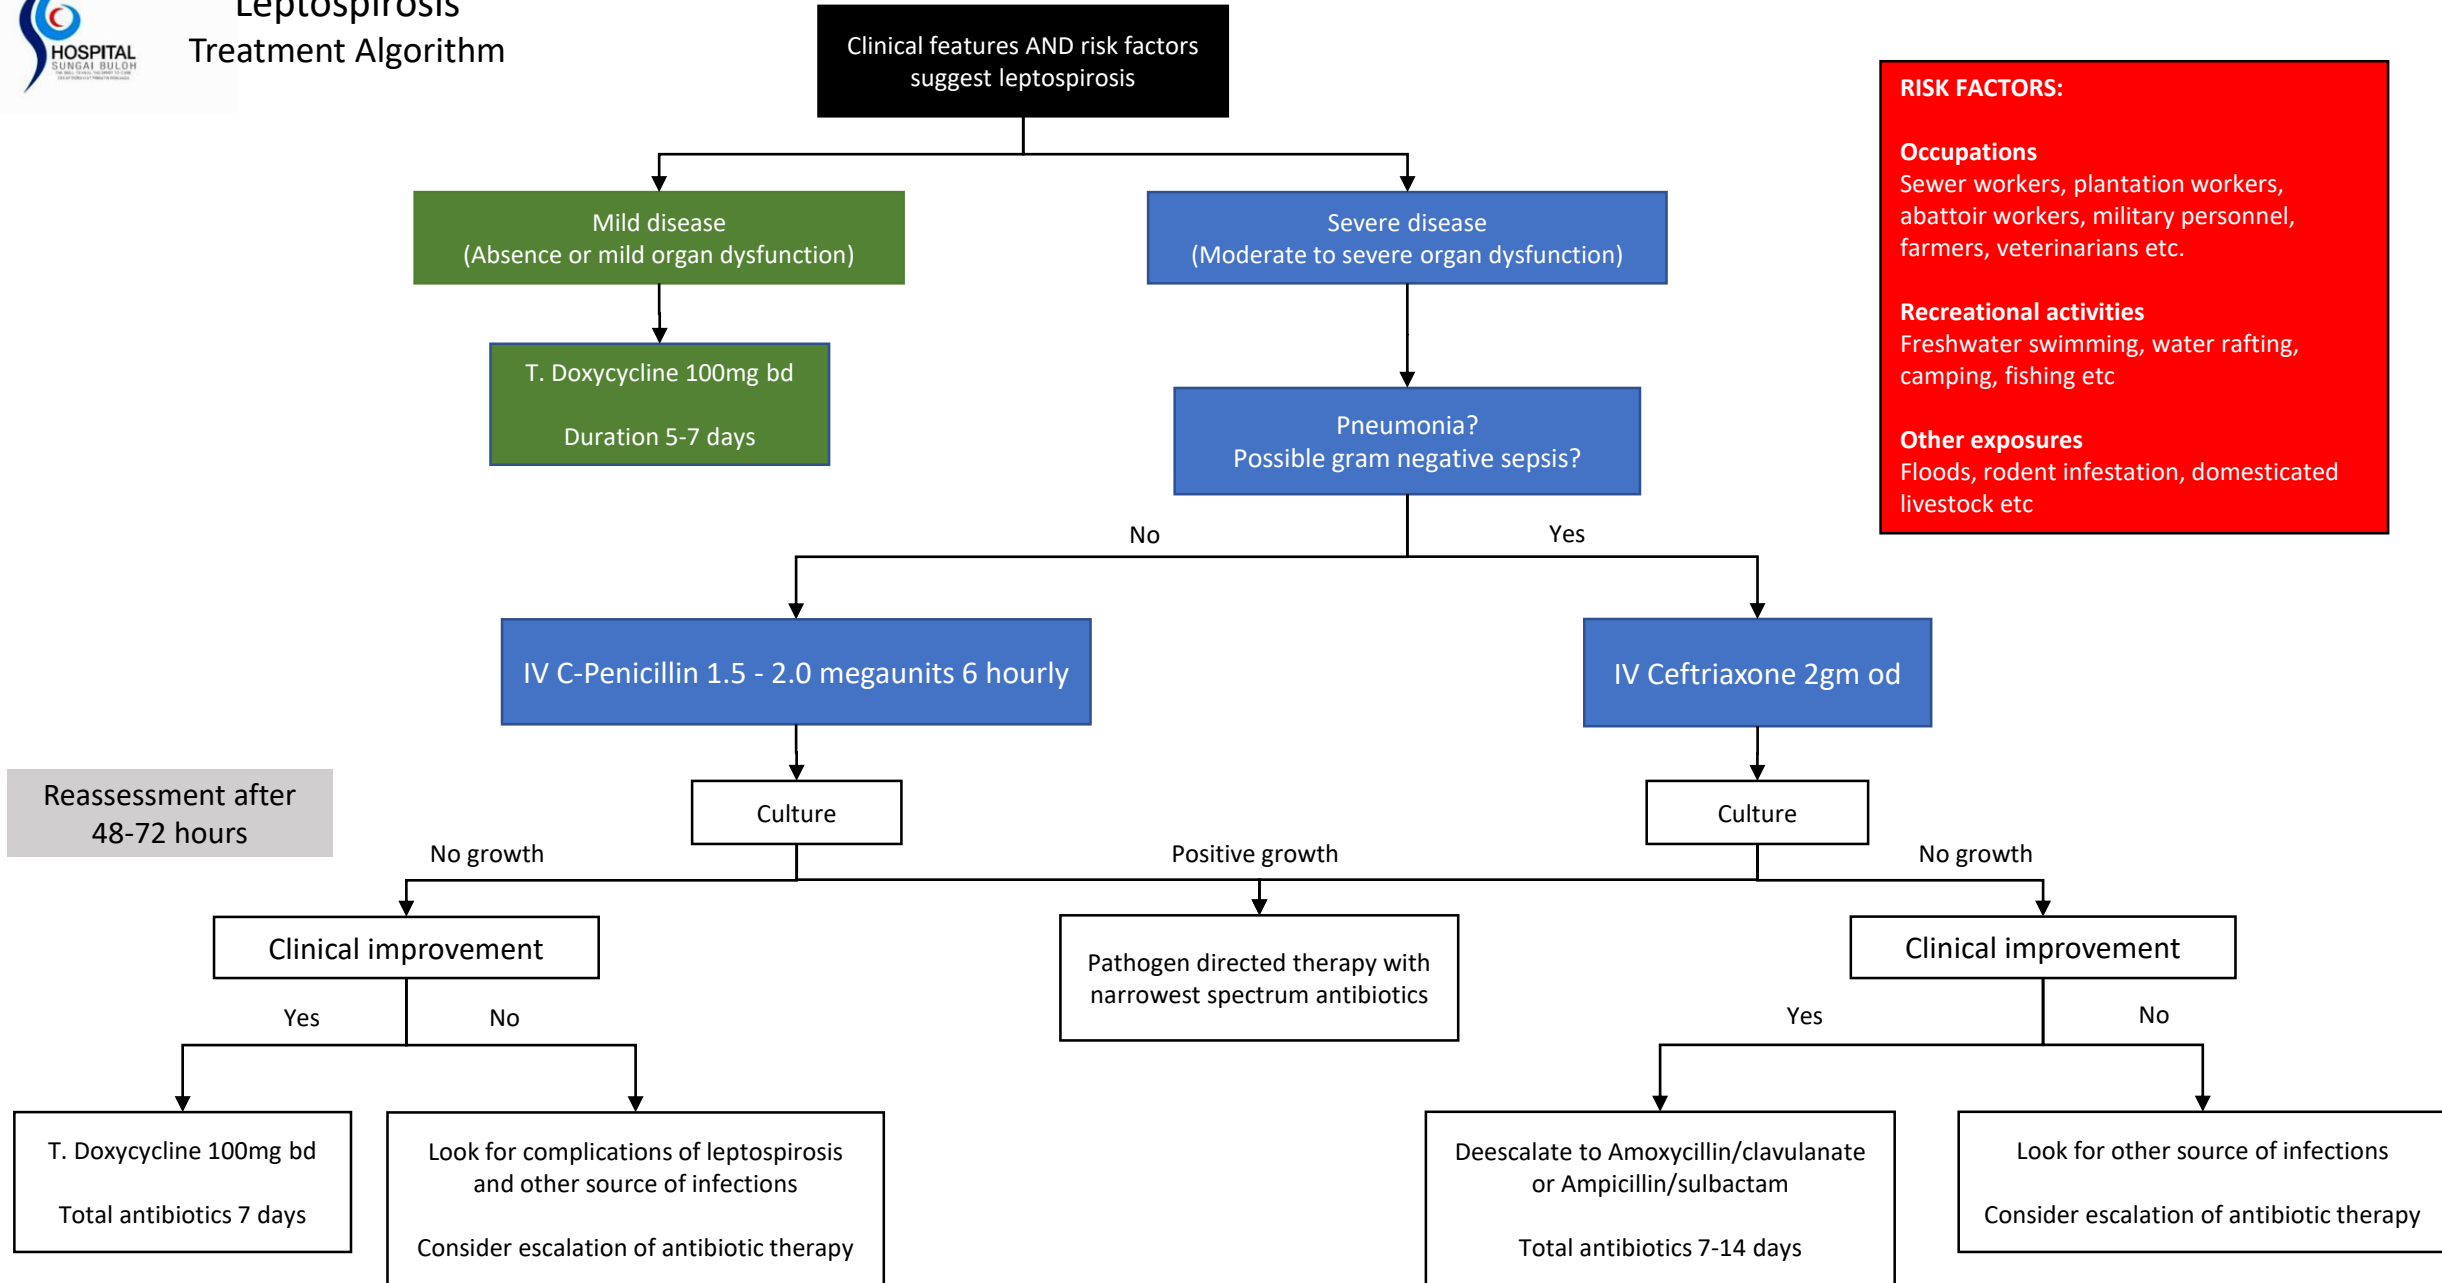 Leptospirosis
Treatment Algorithm
HOSPITAL
SUNGAI BULOH
Clinical features AND risk factors
suggest leptospirosis
RISK FACTORS:
Occupations
Sewer workers, plantation workers,
abattoir workers, military personnel,
farmers, veterinarians etc.
Recreational activities
Freshwater swimming, water rafting,
camping, fishing etc
Other exposures
Floods, rodent infestation, domesticated
livestock etc
Mild disease
(Absence or mild organ dysfunction)
Severe disease
(Moderate to severe organ dysfunction)
T. Doxycycline 100mg bd
Duration 5-7 days
Pneumonia?
Possible gram negative sepsis?
No
Yes
IV C-Penicillin 1.5 - 2.0 megaunits 6 hourly
IV Ceftriaxone 2gm od
Reassessment after
48-72 hours
Culture
Culture
No growth
Positive growth
No growth
Clinical improvement
Pathogen directed therapy with
narrowest spectrum antibiotics
Clinical improvement
Yes
No
Yes
No
T. Doxycycline 100mg bd
Total antibiotics 7 days
Look for complications of leptospirosis
and other source of infections
Consider escalation of antibiotic therapy
Deescalate to Amoxycillin/clavulanate
or Ampicillin/sulbactam
Total antibiotics 7-14 days
Look for other source of infections
Consider escalation of antibiotic therapy